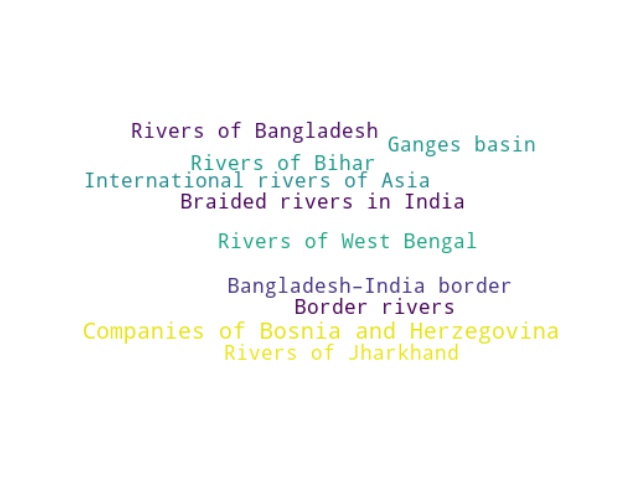 Rivers of Bangladesh
Ganges basin
Rivers of Bihar
International rivers of Asia
Braided rivers in India
Rivers of West Bengal
Bangladesh–India border
Border rivers
Companies of Bosnia and Herzegovina
Rivers of Jharkhand